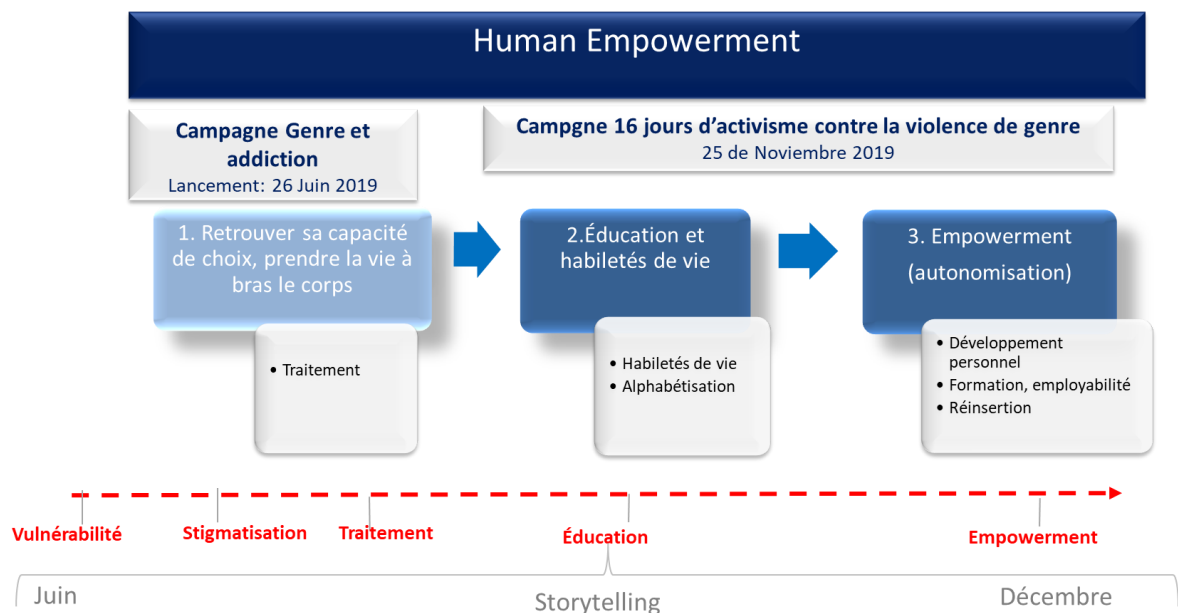 Human Empowerment
Campagne Genre et
addiction
Lancement: 26 Juin 2019
Campgne 16 jours d’activisme contre la violence de genre
25 de Noviembre 2019
1. Retrouver sa capacité
de choix, prendre la vie à
bras le corps
• Traitement
2.Éducation et
habiletés de vie
• Habiletés de vie
• Alphabétisation
3. Empowerment
(autonomisation)
• Développement
personnel
• Formation, employabilité
• Réinsertion
Vulnérabilité
Stigmatisation
Traitement
Éducation
Empowerment
Juin
Storytelling
Décembre